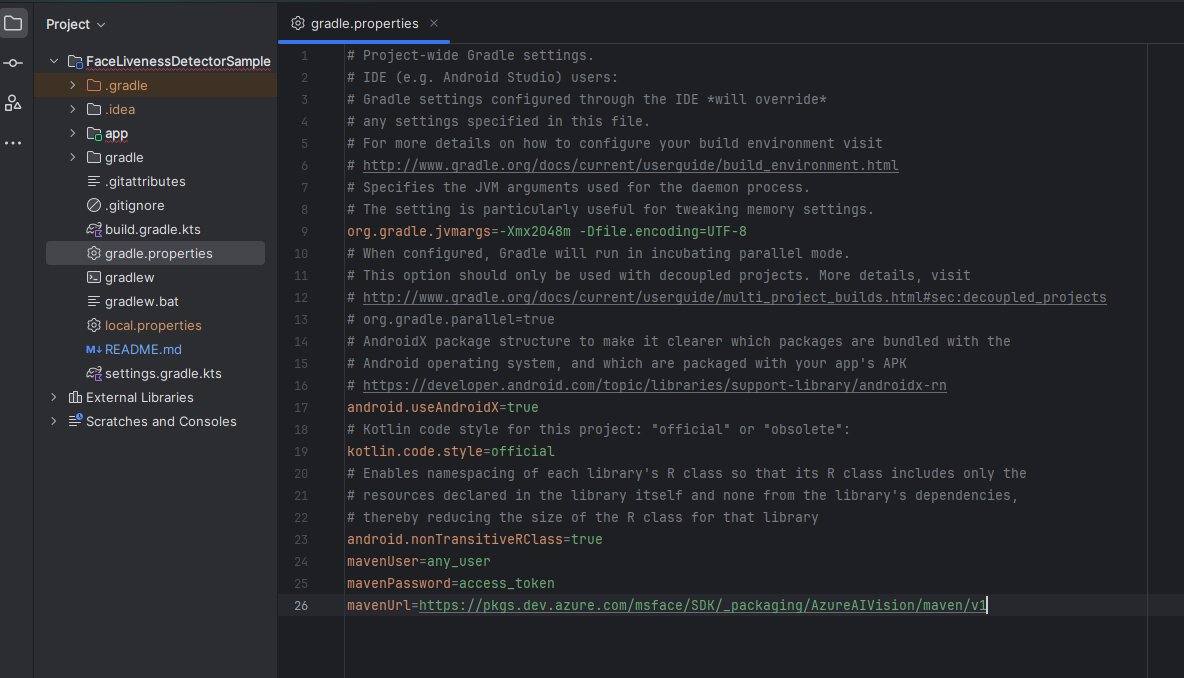 Project
gradle.properties
FaceLivenessDetectorSample
.gradle
.idea
app
gradle
.gitattributes
.gitignore
build.gradle.kts
gradle.properties
gradlew
gradlew.bat
local.properties
M↓ README.md
settings.gradle.kts
External Libraries
Scratches and Consoles
1 # Project-wide Gradle settings.
2 # IDE (e.g. Android Studio) users:
3 # Gradle settings configured through the IDE *will override*
4 # any settings specified in this file.
5 # For more details on how to configure your build environment visit
6 # http://www.gradle.org/docs/current/userguide/build_environment.html
7 # Specifies the JVM arguments used for the daemon process.
8 # The setting is particularly useful for tweaking memory settings.
9 org.gradle.jvmargs=-Xmx2048m -Dfile.encoding=UTF-8
10 # When configured, Gradle will run in incubating parallel mode.
11 # This option should only be used with decoupled projects. More details, visit
12 # http://www.gradle.org/docs/current/userguide/multi_project_builds.html#sec:decoupled_projects
13 # org.gradle.parallel=true
14 # AndroidX package structure to make it clearer which packages are bundled with the
15 # Android operating system, and which are packaged with your app's APK
16 # https://developer.android.com/topic/libraries/support-library/androidx-rn
17 android.useAndroidX=true
18 # Kotlin code style for this project: "official" or "obsolete":
19 kotlin.code.style=official
20 # Enables namespacing of each library's R class so that its R class includes only the
21 # resources declared in the library itself and none from the library's dependencies,
22 # thereby reducing the size of the R class for that library
23 android.nonTransitiveRClass=true
24 mavenUser=any_user
25 mavenPassword=access_token
26 mavenUrl=https://pkgs.dev.azure.com/msface/SDK/_packaging/AzureAIVision/maven/v1